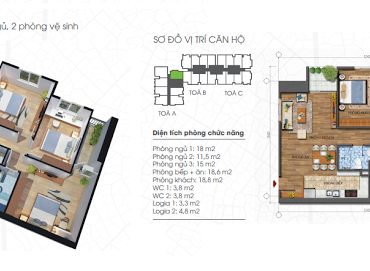 ủ, 2 phòng vệ sinh
SƠ ĐỒ VỊ TRÍ CĂN HỘ
TOÀ A
TOÀ B
TOÀ C
Diện tích phòng chức năng
Phòng ngủ 1: 18 m2
Phòng ngủ 2: 11,5 m2
Phòng ngủ 3: 15 m2
Phòng bếp + ăn: 18,6 m2
Phòng khách: 18,8 m2
WC 1: 3,8 m2
WC 2: 3,8 m2
Logia 1: 3,3 m2
Logia 2: 4,8 m2